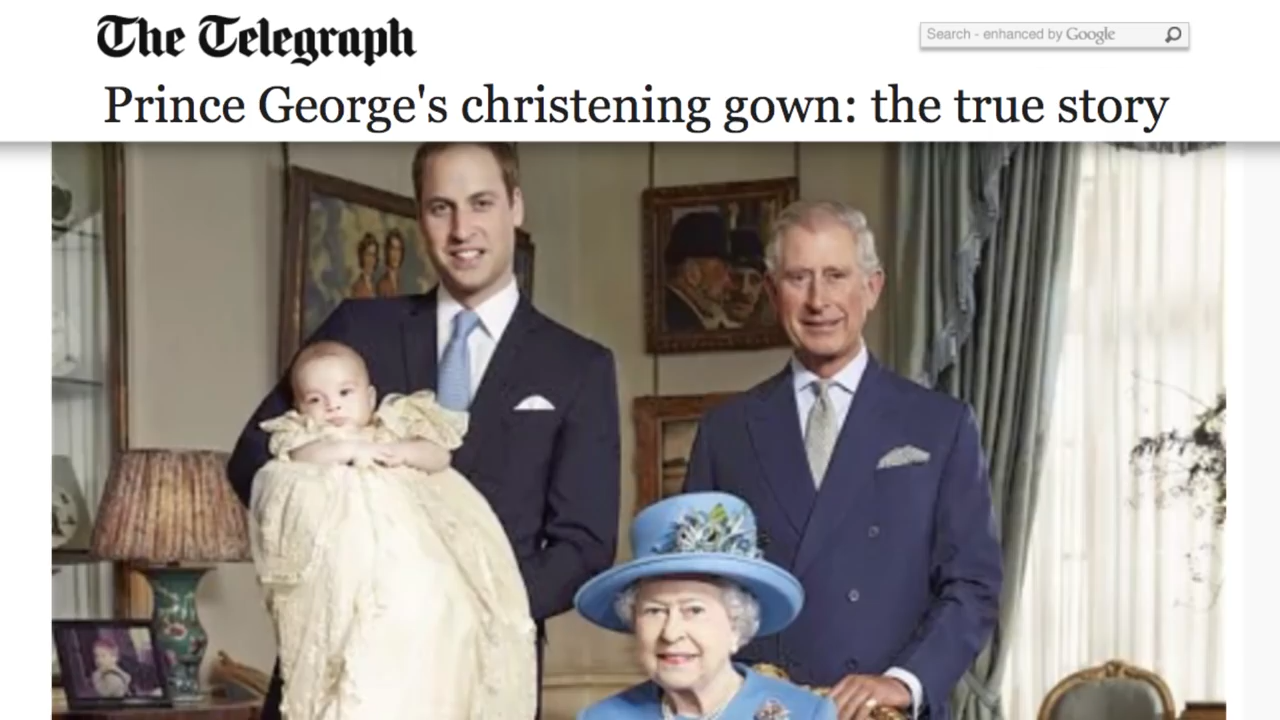 The Telegraph
Search - enhanced by Google
Prince George's christening gown: the true story